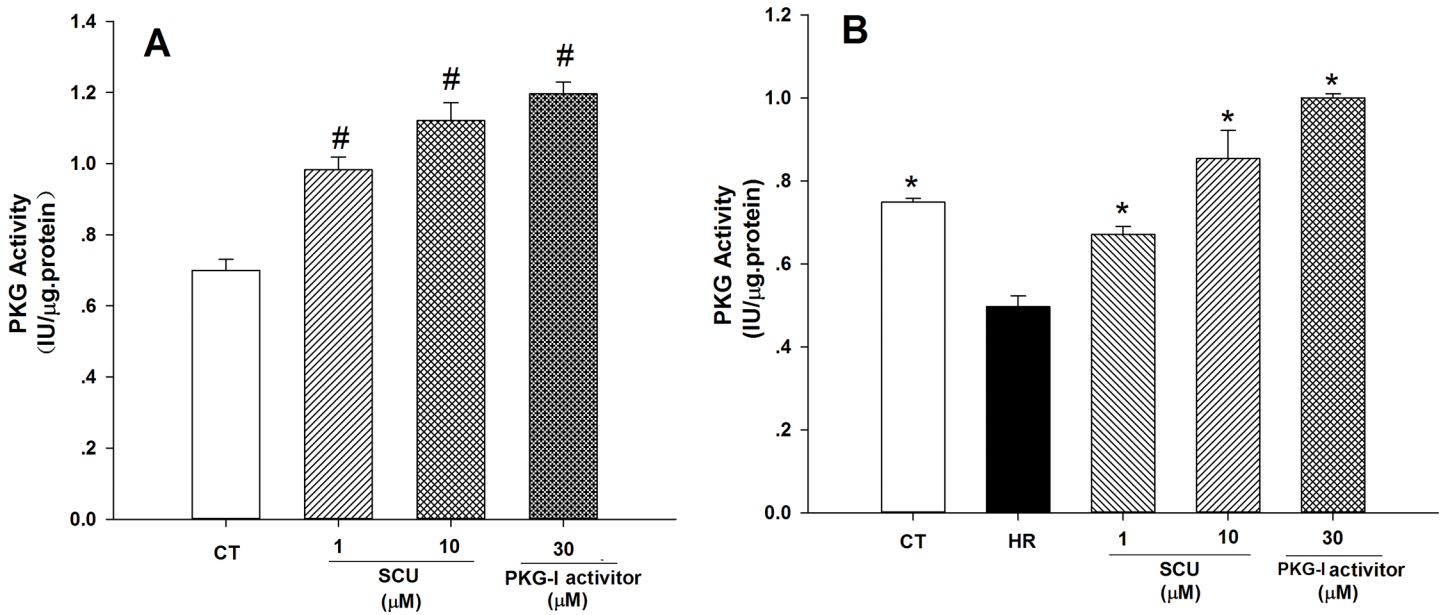 A
PKG Activity
(IU/μg.protein)
1.4
1.2
1.0
.8
.6
.4
.2
0.0
#
#
#
CT
1
10
30
SCU
(μM)
PKG-I activitor
(μM)
B
PKG Activity
(IU/μg.protein)
1.2
1.0
.8
.6
.4
.2
0.0
*
*
*
*
CT
HR
1
10
30
SCU
(μM)
PKG-I activitor
(μM)